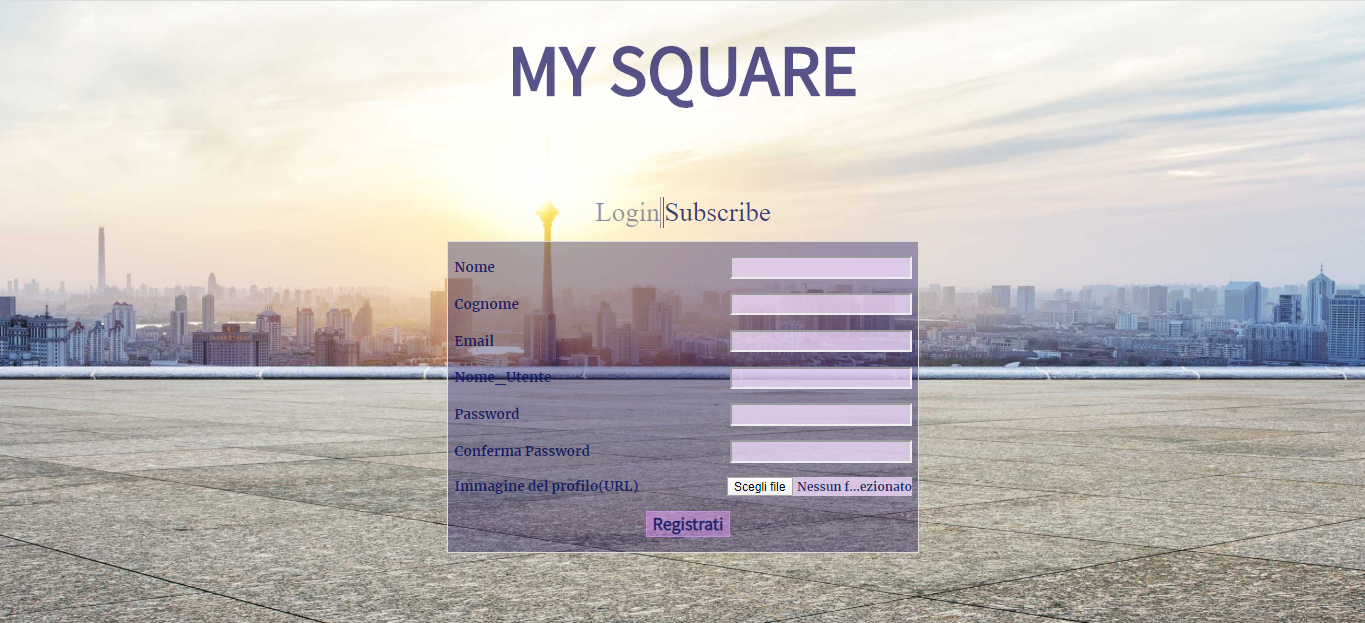 MY SQUARE
Login Subscribe
Nome
Cognome
Email
Nome_Utente
Password
Conferma Password
Immagine del profilo(URL) Scegli file Nessun f...ezionato
Registrati